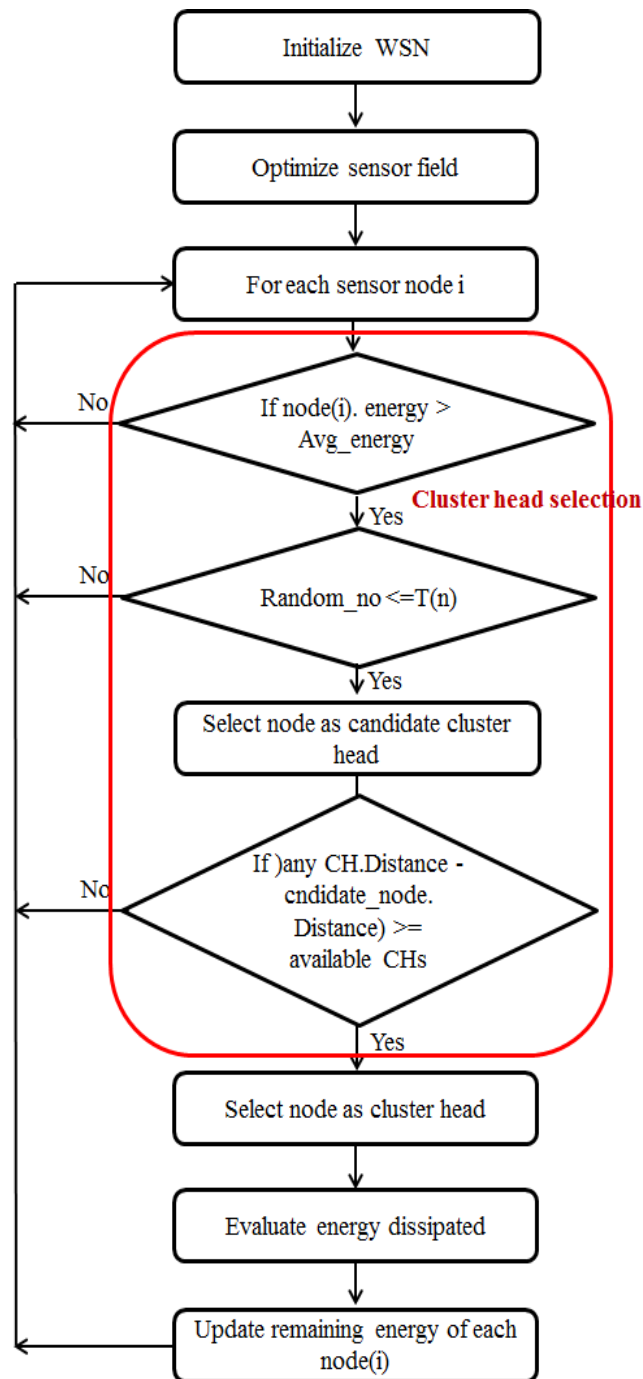 Initialize WSN
Optimize sensor field
For each sensor node i
No
If node(i). energy >
Avg_energy
Cluster head selection
Yes
No
Random_no <=T(n)
Yes
Select node as candidate cluster
head
If )any CH.Distance -
No
cndidate_node.
Distance) >=
available CHs
Yes
Select node as cluster head
Evaluate energy dissipated
Update remaining energy of each
node(i)